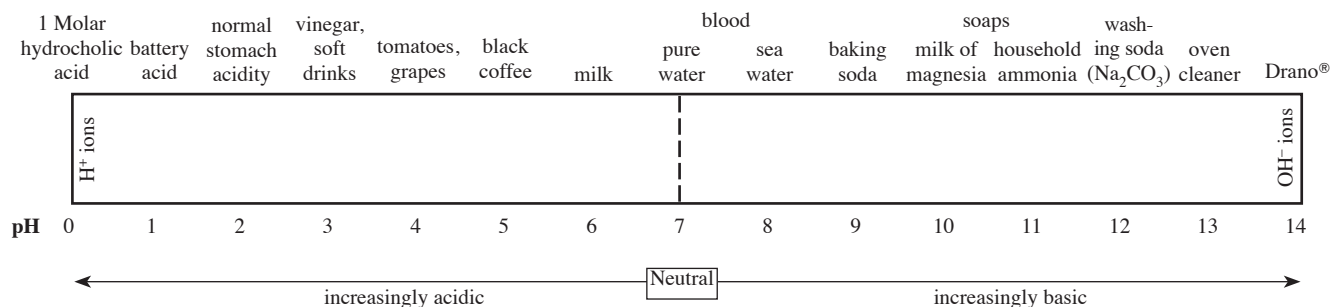 1 Molar
hydrocholic
acid
battery
acid
normal
stomach
acidity
vinegar,
soft
drinks
tomatoes,
grapes
black
coffee
milk
blood
pure
water
sea
water
baking
soda
soaps
milk of
magnesia
household
ammonia
wash-
ing soda
(Na₂CO₃)
oven
cleaner
Drano®
H⁺ ions
OH⁻ ions
pH 0 1 2 3 4 5 6 7 8 9 10 11 12 13 14
Neutral
increasingly acidic
increasingly basic